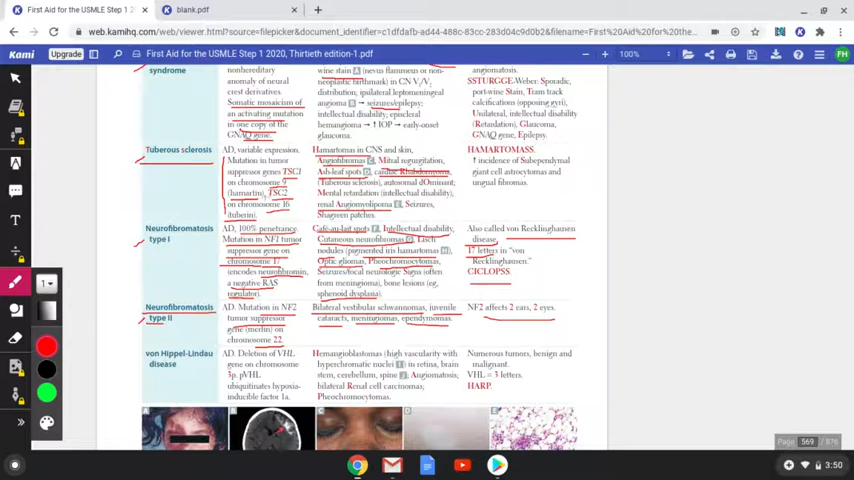 First Aid for the USMLE Step 1 2
blank.pdf
web.kamihq.com/web/viewer.html?source=filepicker&document_identifier=c1dfdafb-ad44-488c-83cc-283d04c9d0b2&filename=First%20Aid%20for%20the...
Kami Upgrade First Aid for the USMLE Step 1 2020, Thirtieth edition-1.pdf 100% FH
syndrome
nonhereditary
anomaly of neural
crest derivatives.
Somatic mosaicism of
an activating mutation
in one copy of the
GNAQ gene.
wine stain A (nevus flammeus or non-
neoplastic birthmark) in CN V₁/V₂
distribution; ipsilateral leptomeningeal
angioma B → seizures/epilepsy;
intellectual disability; episcleral
hemangioma → ↑ IOP → early-onset
glaucoma.
angiomatosis.
SSTURGGE-Weber: Sporadic,
port-wine Stain, Tram track
calcifications (opposing gyri),
Unilateral, intellectual disability
(Retardation), Glaucoma,
GNAQ gene, Epilepsy.
Tuberous sclerosis
AD, variable expression.
Mutation in tumor
suppressor genes TSC1
on chromosome 9
(hamartin), TSC2
on chromosome 16
(tuberin).
Hamartomas in CNS and skin,
Angiofibromas C, Mitral regurgitation,
Ash-leaf spots D, cardiac Rhabdomyoma,
(Tuberous sclerosis), autosomal dOminant;
Mental retardation (intellectual disability),
renal Angiomyolipoma E, Seizures,
Shagreen patches.
HAMARTOMASS.
↑ incidence of Subependymal
giant cell astrocytomas and
ungual fibromas.
Neurofibromatosis
type I
AD, 100% penetrance.
Mutation in NF1 tumor
suppressor gene on
chromosome 17
(encodes neurofibromin,
a negative RAS
regulator).
Café-au-lait spots F, Intellectual disability,
Cutaneous neurofibromas G, Lisch
nodules (pigmented iris hamartomas H),
Optic gliomas, Pheochromocytomas,
Seizures/focal neurologic Signs (often
from meningioma), bone lesions (eg,
sphenoid dysplasia).
Also called von Recklinghausen
disease.
17 letters in "von
Recklinghausen."
CICLOPSS.
Neurofibromatosis
type II
AD. Mutation in NF2
tumor suppressor
gene (merlin) on
chromosome 22.
Bilateral vestibular schwannomas, juvenile
cataracts, meningiomas, ependymomas.
NF2 affects 2 ears, 2 eyes.
von Hippel-Lindau
disease
AD. Deletion of VHL
gene on chromosome
3p. pVHL
ubiquitinates hypoxia-
inducible factor 1a.
Hemangioblastomas (high vascularity with
hyperchromatic nuclei I) in retina, brain
stem, cerebellum, spine J; Angiomatosis;
bilateral Renal cell carcinomas;
Pheochromocytomas.
Numerous tumors, benign and
malignant.
VHL = 3 letters.
HARP.
A B C D E
1
Page 569 / 876
3:50